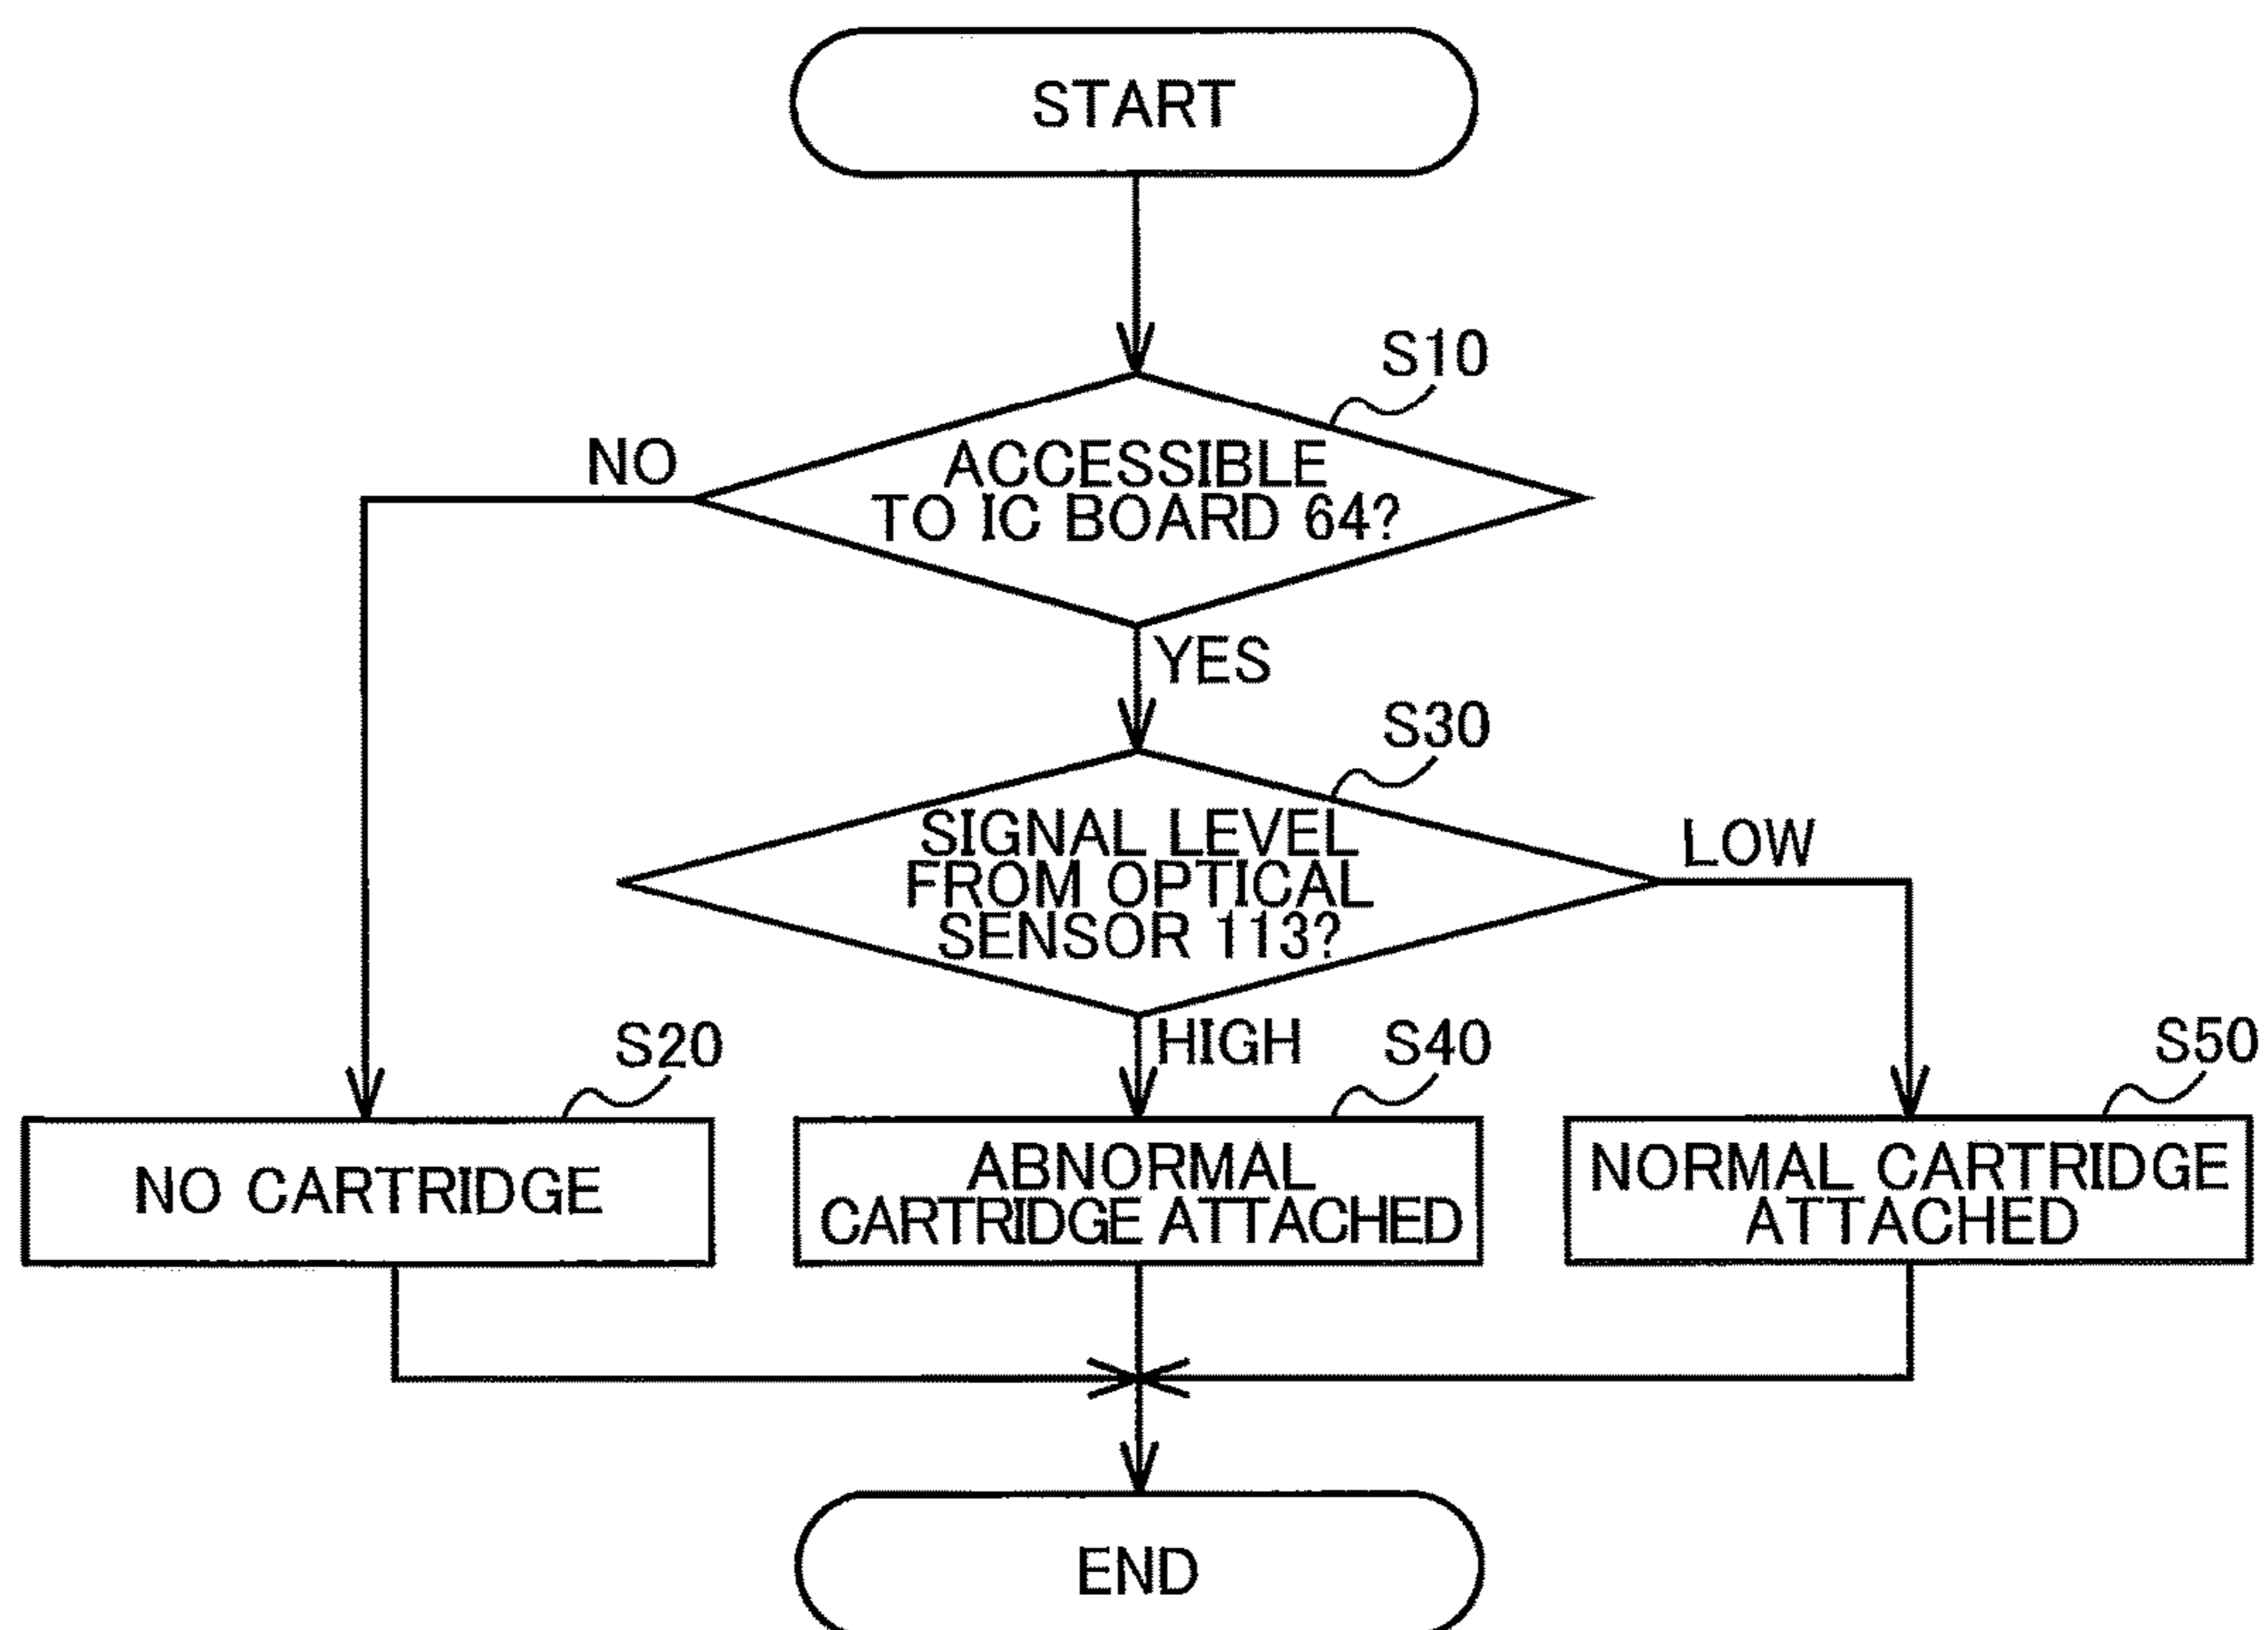 START
S10
NO
ACCESSIBLE
TO IC BOARD 64?
YES
S30
SIGNAL LEVEL
FROM OPTICAL
SENSOR 113?
LOW
HIGH
S20
S40
S50
NO CARTRIDGE
ABNORMAL
CARTRIDGE ATTACHED
NORMAL CARTRIDGE
ATTACHED
END